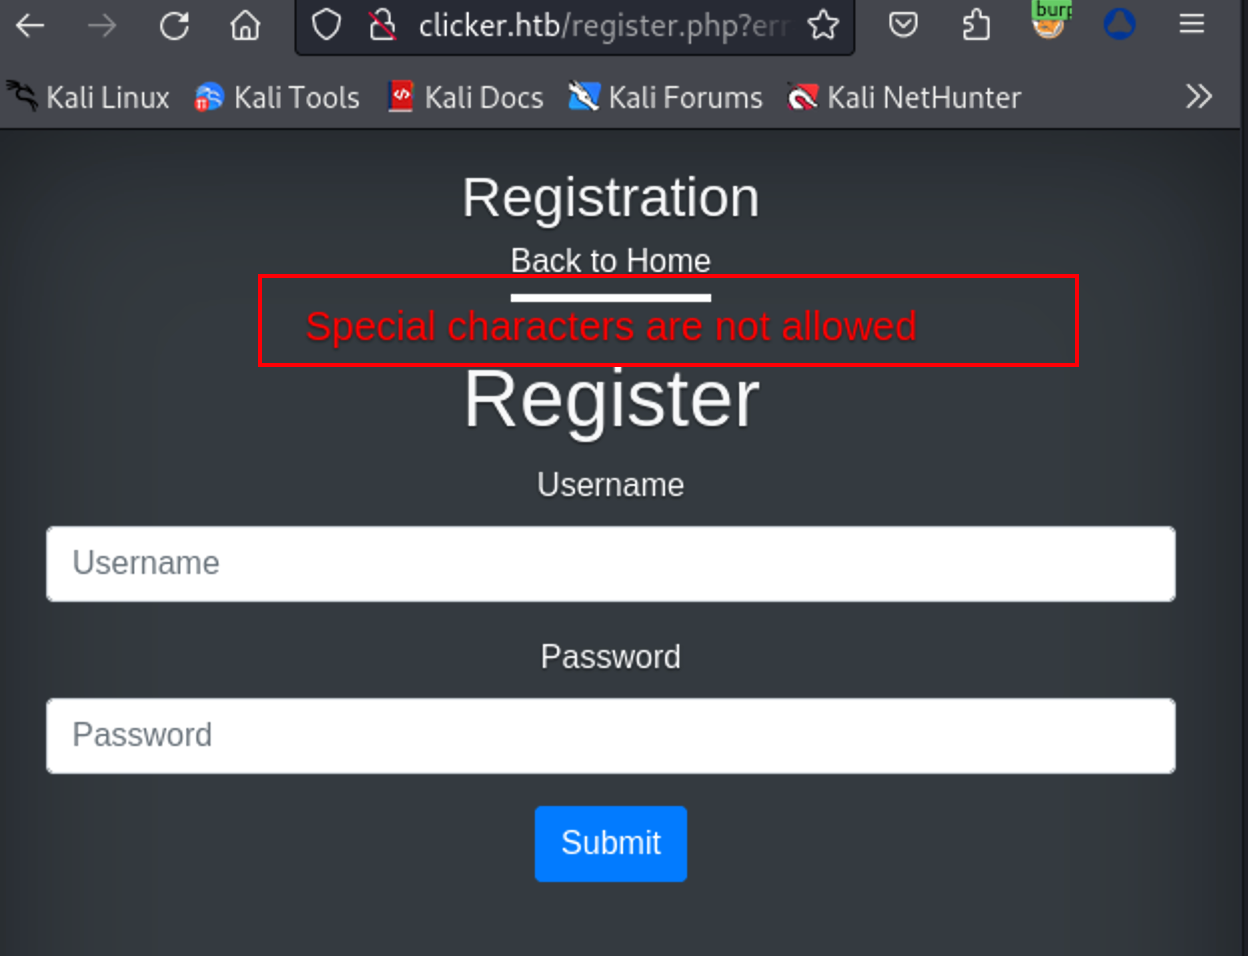 clicker.htb/register.php?err
burp
Kali Linux Kali Tools Kali Docs Kali Forums Kali NetHunter
Registration
Back to Home
Special characters are not allowed
Register
Username
Username
Password
Password
Submit